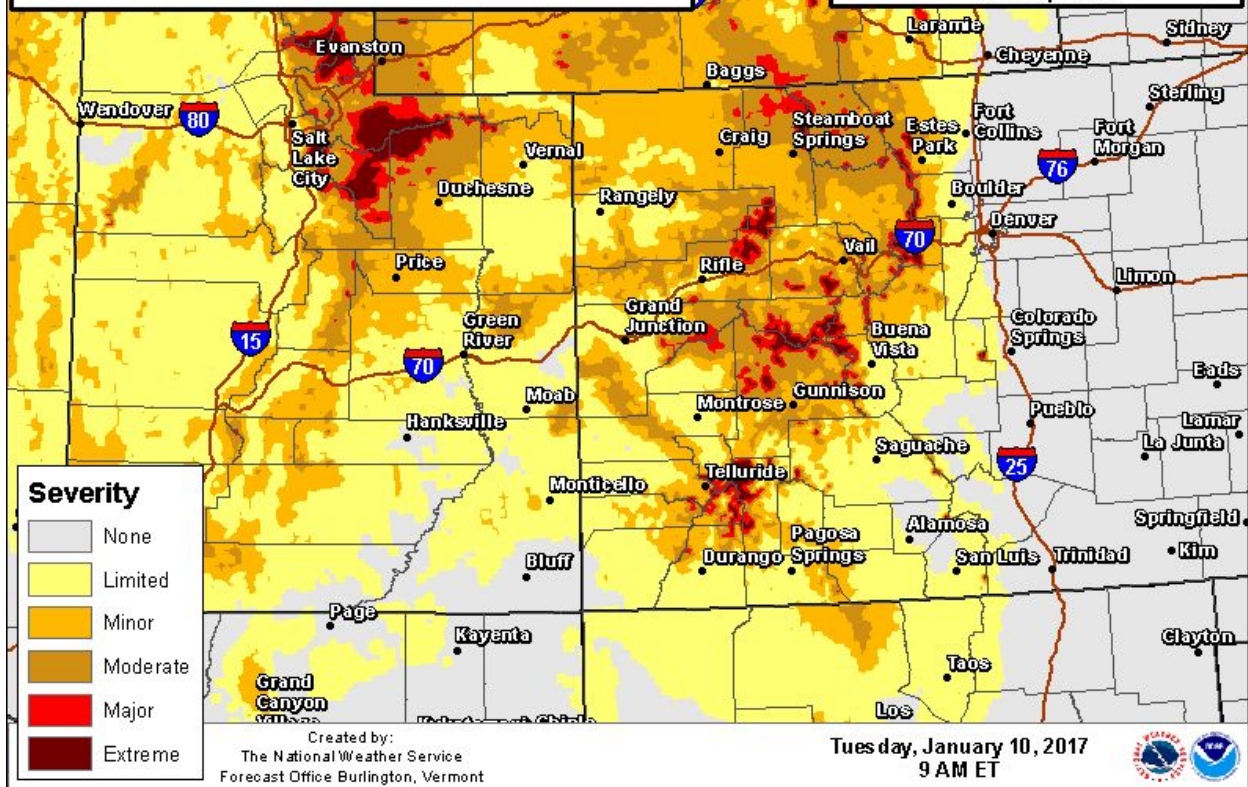 Laramie
Sidney
Evanston
Cheyenne
Baggs
Wendover
80
Sterling
Salt
Lake
City
Craig
Steamboat
Springs
Estes
Park
Fort
Collins
Fort
Morgan
76
Vernal
Duchesne
Rangely
Boulder
Denver
70
Vail
Price
Rifle
Limon
Grand
Junction
Green
River
15
70
Buena
Vista
Colorado
Springs
Eads
Moab
Montrose
Gunnison
Pueblo
Lamar
La Junta
Hanksville
Saguache
25
Telluride
Monticello
Springfield
Alamosa
Pagosa
Springs
Durango
San Luis
Trinidad
Kim
Bluff
Page
Kayenta
Clayton
Taos
Grand
Canyon
Los
Severity
None
Limited
Minor
Moderate
Major
Extreme
Created by:
The National Weather Service
Forecast Office Burlington, Vermont
Tuesday, January 10, 2017
9 AM ET